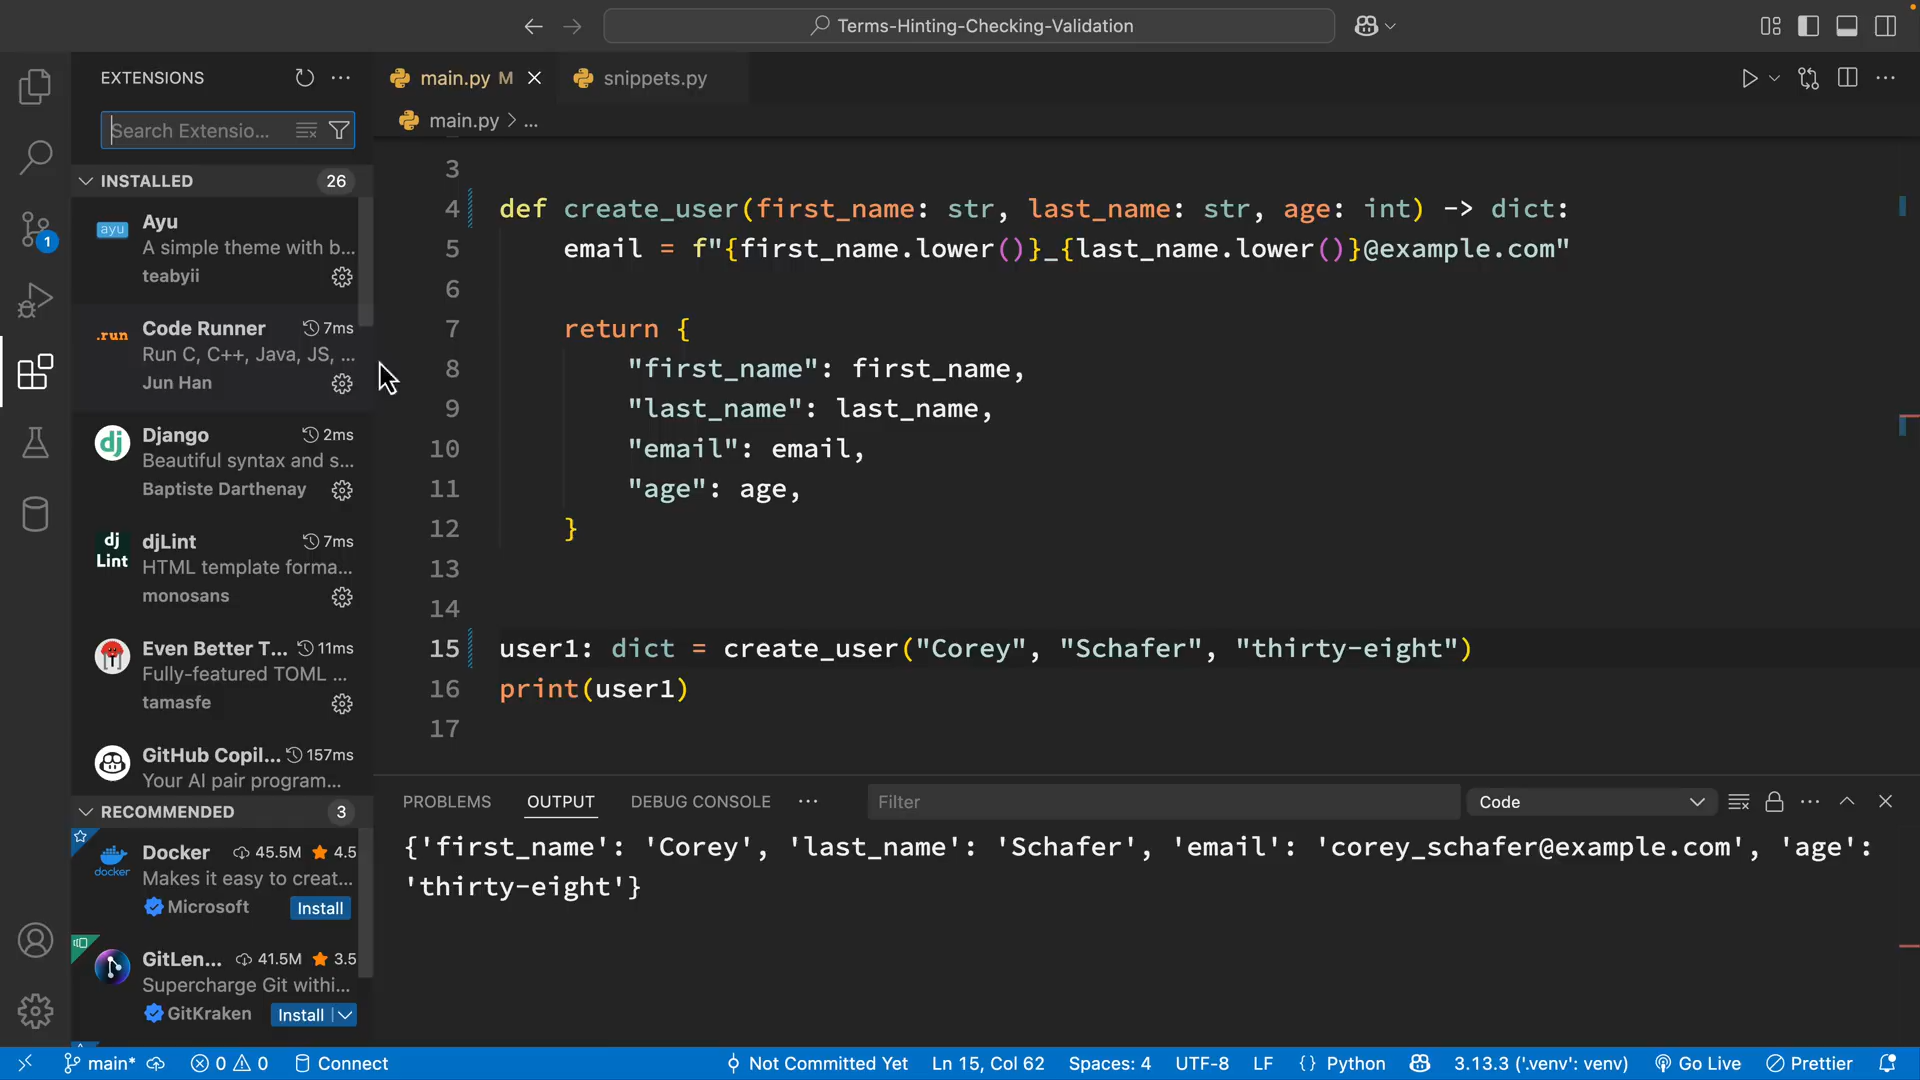 Terms-Hinting-Checking-Validation
EXTENSIONS
Search Extensio...
INSTALLED 26
ayu
Ayu
A simple theme with b...
teabyii
.run
Code Runner 7ms
Run C, C++, Java, JS, ...
Jun Han
dj
Django 2ms
Beautiful syntax and s...
Baptiste Darthenay
dj
Lint
djLint 7ms
HTML template forma...
monosans
Even Better T... 11ms
Fully-featured TOML ...
tamasfe
GitHub Copil... 157ms
Your AI pair program...
RECOMMENDED 3
docker
Docker 45.5M 4.5
Makes it easy to creat...
Microsoft Install
GitLen... 41.5M 3.5
Supercharge Git withi...
GitKraken Install
1
main.py M
snippets.py
main.py > ...
3
4 def create_user(first_name: str, last_name: str, age: int) -> dict:
5 email = f"{first_name.lower()}_{last_name.lower()}@example.com"
6
7 return {
8 "first_name": first_name,
9 "last_name": last_name,
10 "email": email,
11 "age": age,
12 }
13
14
15 user1: dict = create_user("Corey", "Schafer", "thirty-eight")
16 print(user1)
17
PROBLEMS OUTPUT DEBUG CONSOLE ... Filter Code
{'first_name': 'Corey', 'last_name': 'Schafer', 'email': 'corey_schafer@example.com', 'age':
'thirty-eight'}
main* 0 0 Connect Not Committed Yet Ln 15, Col 62 Spaces: 4 UTF-8 LF {} Python 3.13.3 ('.venv': venv) Go Live Prettier